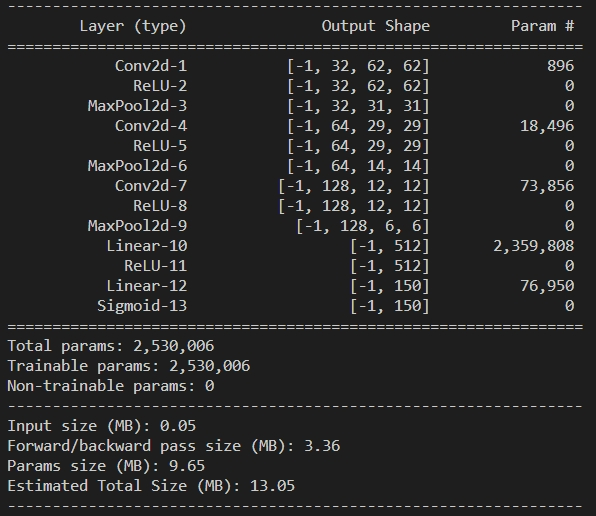 ----------------------------------------------------------------
        Layer (type)               Output Shape         Param #
================================================================
            Conv2d-1           [-1, 32, 62, 62]             896
              ReLU-2           [-1, 32, 62, 62]               0
         MaxPool2d-3           [-1, 32, 31, 31]               0
            Conv2d-4           [-1, 64, 29, 29]          18,496
              ReLU-5           [-1, 64, 29, 29]               0
         MaxPool2d-6           [-1, 64, 14, 14]               0
            Conv2d-7          [-1, 128, 12, 12]          73,856
              ReLU-8          [-1, 128, 12, 12]               0
         MaxPool2d-9            [-1, 128, 6, 6]               0
           Linear-10                  [-1, 512]       2,359,808
             ReLU-11                  [-1, 512]               0
           Linear-12                  [-1, 150]          76,950
          Sigmoid-13                  [-1, 150]               0
================================================================
Total params: 2,530,006
Trainable params: 2,530,006
Non-trainable params: 0
----------------------------------------------------------------
Input size (MB): 0.05
Forward/backward pass size (MB): 3.36
Params size (MB): 9.65
Estimated Total Size (MB): 13.05
----------------------------------------------------------------